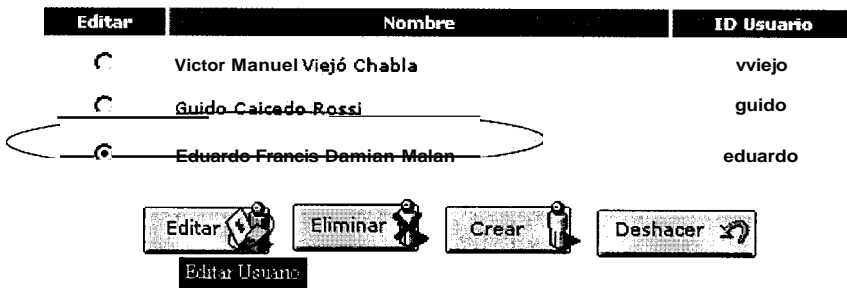 Editar Nombre ID Usuario
Victor Manuel Viejó Chabla vviejo
Guido Caicedo Rossi guido
Eduardo Francis Damian Malan eduardo
Editar Eliminar Crear Deshacer
Editar Usuario